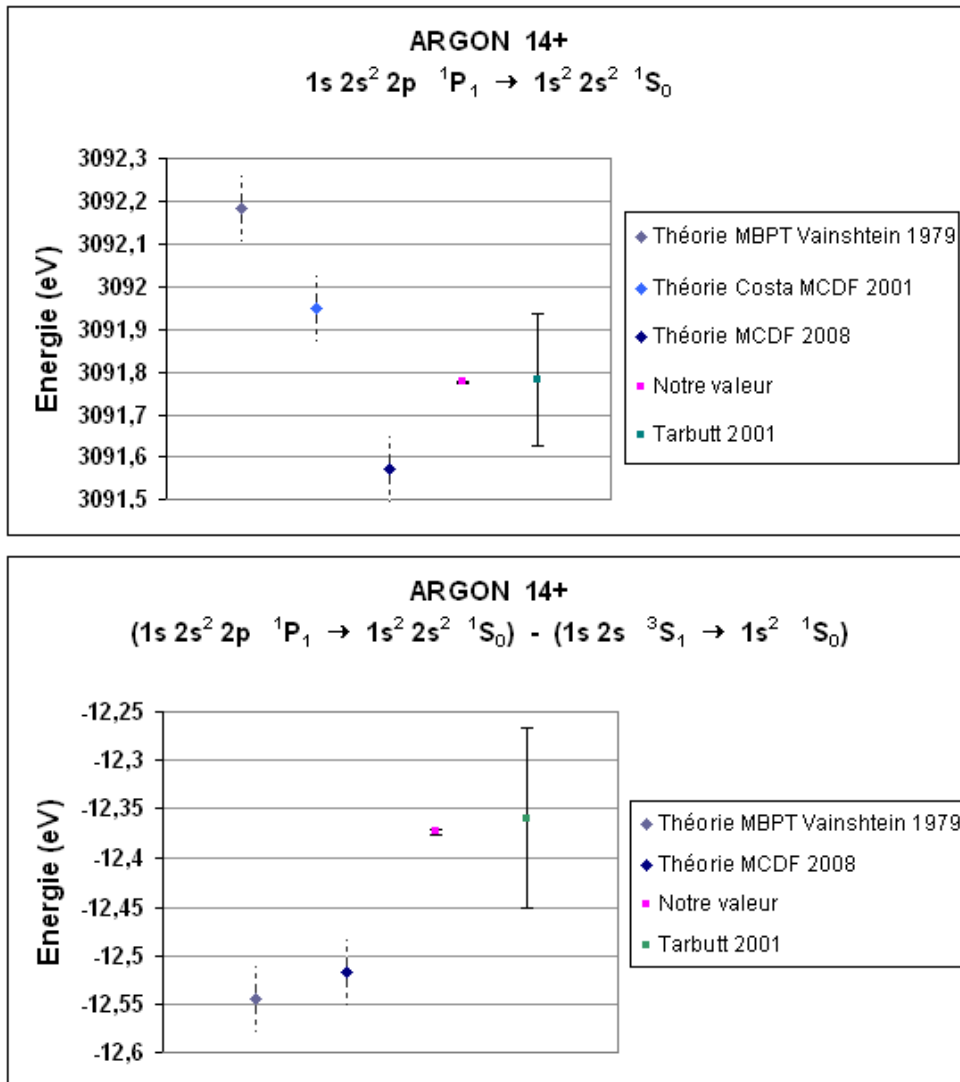 ARGON 14+
1s 2s² 2p ¹P₁ → 1s² 2s² ¹S₀
Energie (eV)
3092,3
3092,2
3092,1
3092
3091,9
3091,8
3091,7
3091,6
3091,5
Théorie MBPT Vainshtein 1979
Théorie Costa MCDF 2001
Théorie MCDF 2008
Notre valeur
Tarbutt 2001
ARGON 14+
(1s 2s² 2p ¹P₁ → 1s² 2s² ¹S₀) - (1s 2s ³S₁ → 1s² ¹S₀)
Energie (eV)
-12,25
-12,3
-12,35
-12,4
-12,45
-12,5
-12,55
-12,6
Théorie MBPT Vainshtein 1979
Théorie MCDF 2008
Notre valeur
Tarbutt 2001